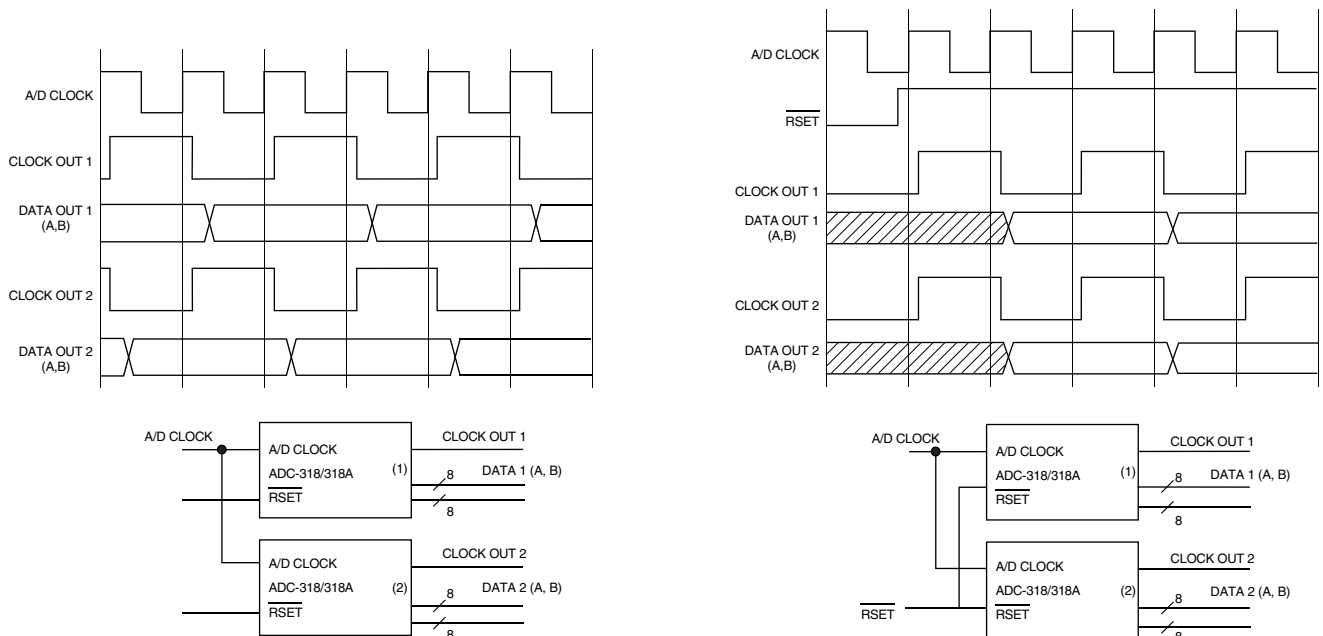 A/D CLOCK
CLOCK OUT 1
DATA OUT 1
(A,B)
CLOCK OUT 2
DATA OUT 2
(A,B)
A/D CLOCK
A/D CLOCK
ADC-318/318A
(1)
RSET
CLOCK OUT 1
8
DATA 1 (A, B)
8
A/D CLOCK
ADC-318/318A
(2)
RSET
CLOCK OUT 2
8
DATA 2 (A, B)
8
A/D CLOCK
RSET
CLOCK OUT 1
DATA OUT 1
(A,B)
CLOCK OUT 2
DATA OUT 2
(A,B)
A/D CLOCK
A/D CLOCK
ADC-318/318A
(1)
RSET
CLOCK OUT 1
8
DATA 1 (A, B)
8
A/D CLOCK
ADC-318/318A
(2)
RSET
RSET
CLOCK OUT 2
8
DATA 2 (A, B)
8